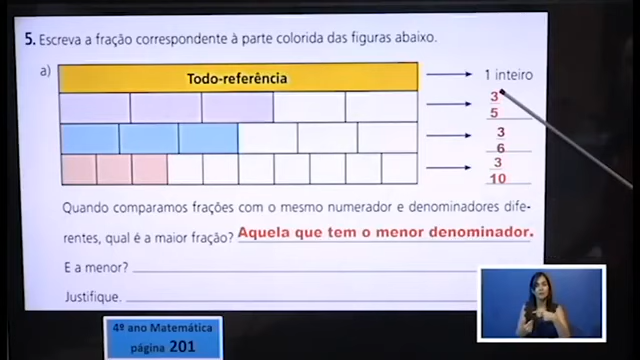 5. Escreva a fração correspondente à parte colorida das figuras abaixo.
a)
Todo-referência
1 inteiro
3
5
3
6
3
10
Quando comparamos frações com o mesmo numerador e denominadores dife-
rentes, qual é a maior fração? Aquela que tem o menor denominador.
E a menor?
Justifique.
4º ano Matemática
página 201